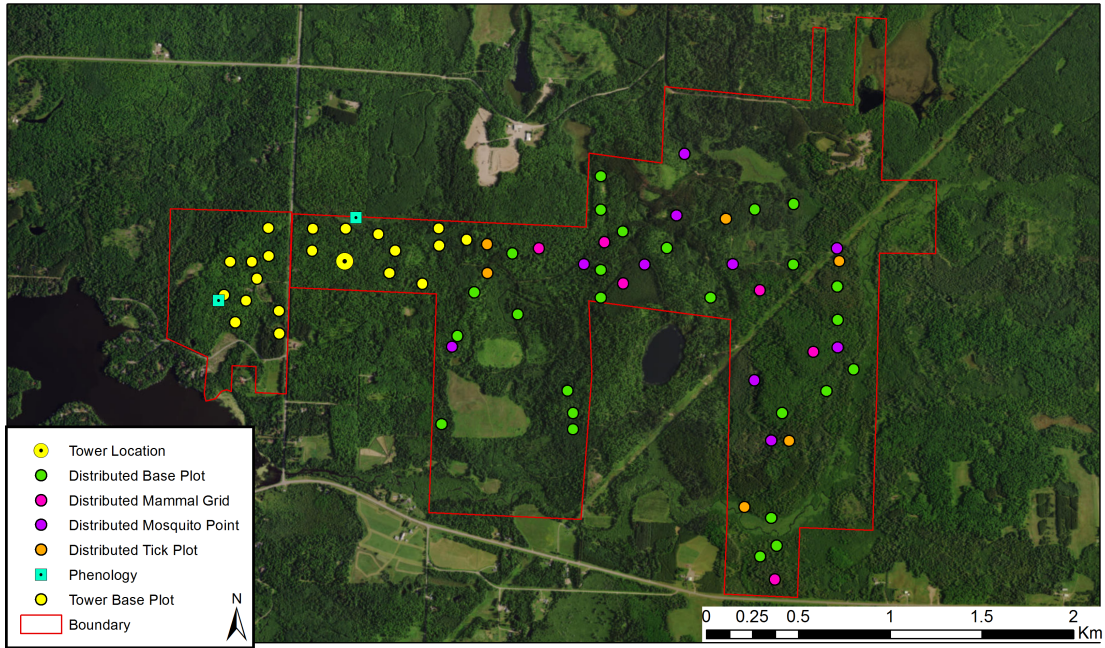 Tower Location
Distributed Base Plot
Distributed Mammal Grid
Distributed Mosquito Point
Distributed Tick Plot
Phenology
Tower Base Plot
Boundary
N
0 0.25 0.5 1 1.5 2
Km